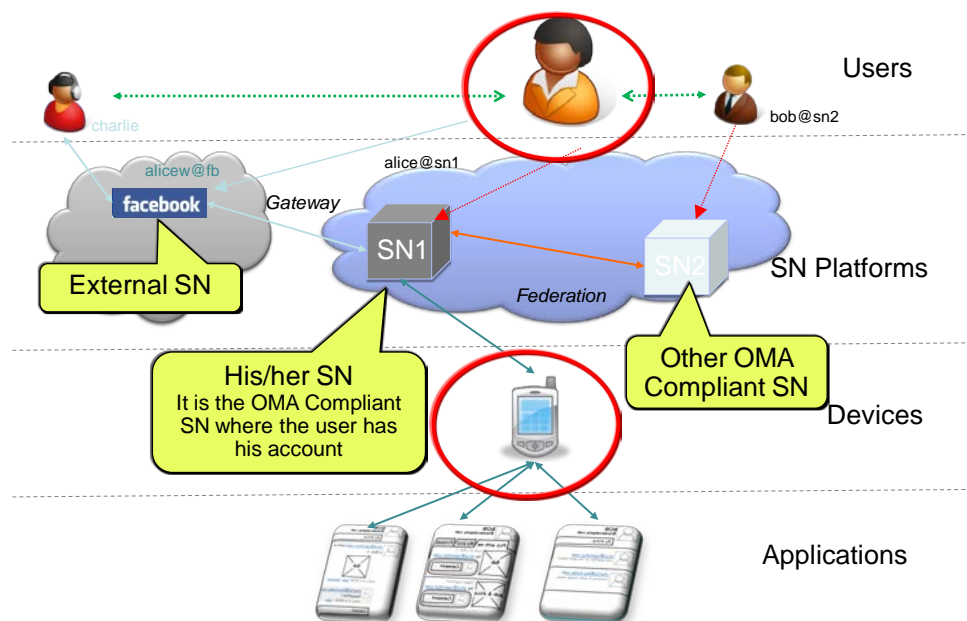 Users
charlie
bob@sn2
alice@sn1
alicew@fb
facebook
Gateway
SN1
SN2
SN Platforms
External SN
Federation
His/her SN
It is the OMA Compliant
SN where the user has
his account
Other OMA
Compliant SN
Devices
Applications